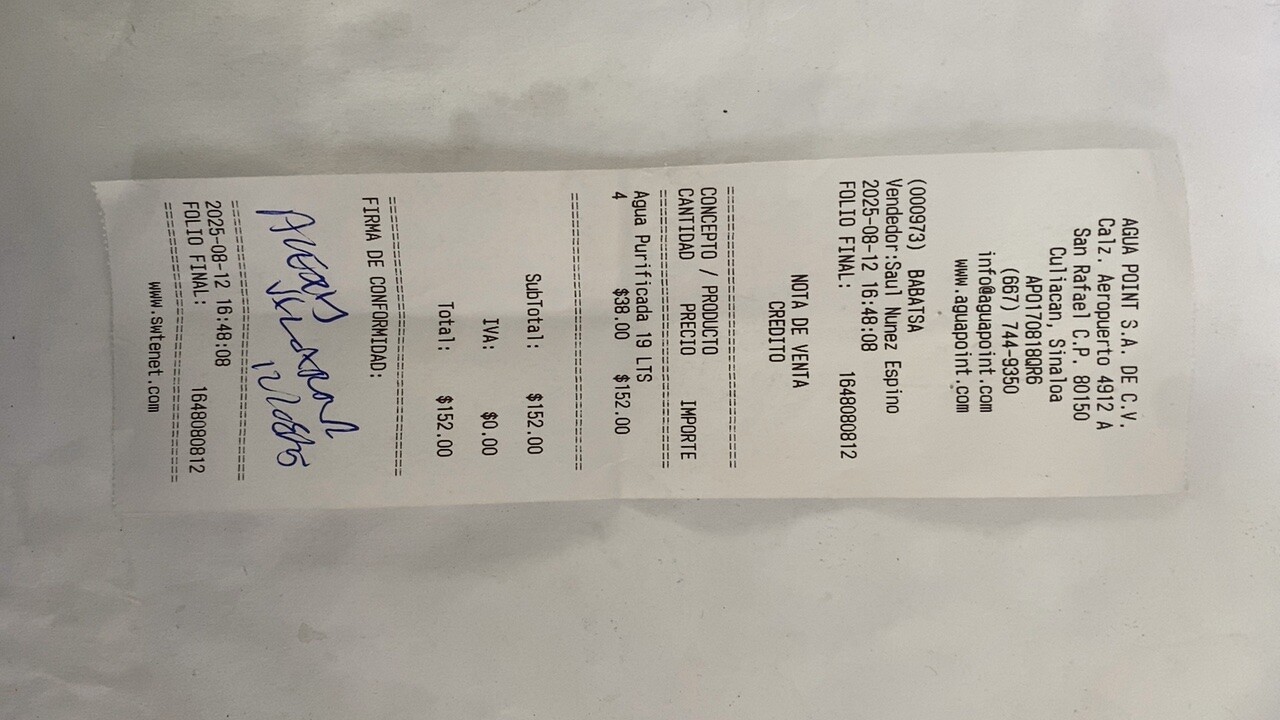 AGUA POINT S.A. DE C.V.
Calz. Aeropuerto 4912 A
San Rafael C.P. 80150
Culiacan, Sinaloa
APO170818QR6
(667) 744-9350
info@aguapoint.com
www.aguapoint.com
(000973) BABATSA
Vendedor:Saul Nunez Espino
2025-08-12 16:48:08
FOLIO FINAL: 1648080812
NOTA DE VENTA
CREDITO
CONCEPTO / PRODUCTO
CANTIDAD PRECIO IMPORTE
Agua Purificada 19 LTS
4 $38.00 $152.00
SubTotal: $152.00
IVA: $0.00
Total: $152.00
FIRMA DE CONFORMIDAD:
2025-08-12 16:48:08
FOLIO FINAL: 1648080812
www.swtenet.com